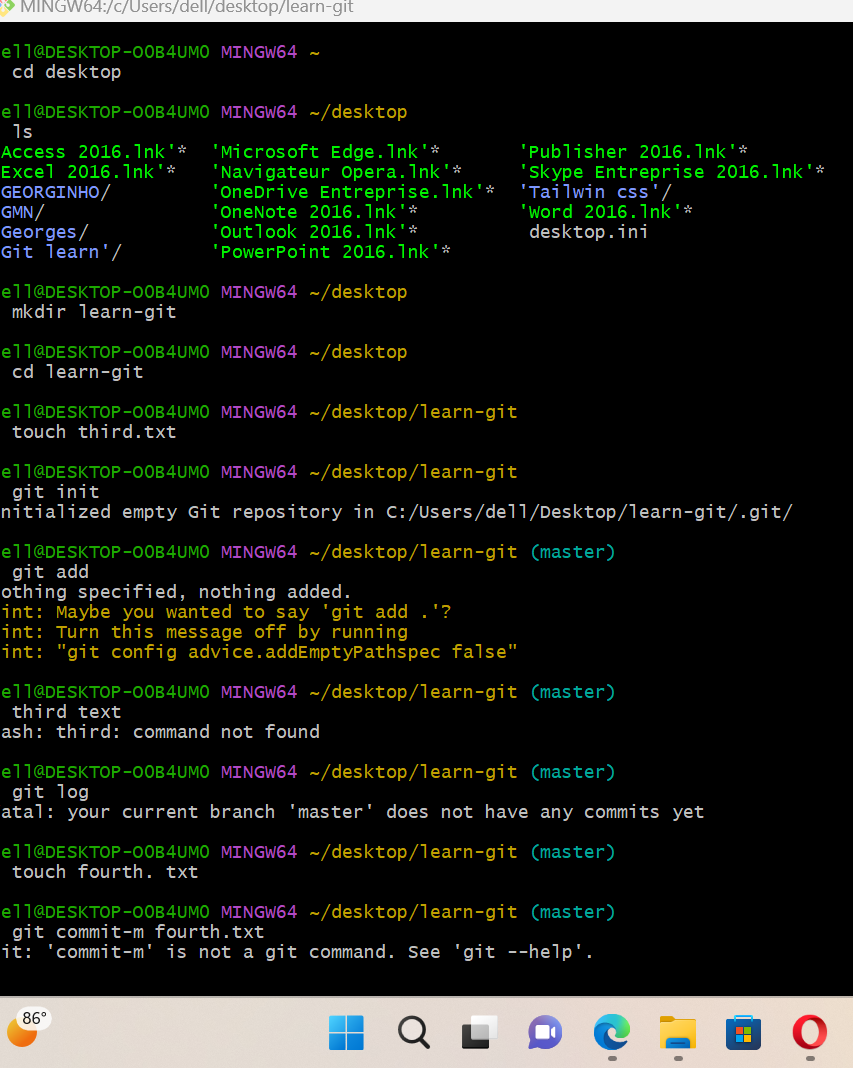 MINGW64:/c/Users/dell/desktop/learn-git
ell@DESKTOP-OOB4UMO MINGW64 ~
cd desktop
ell@DESKTOP-OOB4UMO MINGW64 ~/desktop
ls
Access 2016.lnk'* 'Microsoft Edge.lnk'* 'Publisher 2016.lnk'*
Excel 2016.lnk'* 'Navigateur Opera.lnk'* 'Skype Entreprise 2016.lnk'*
GEORGINHO/ 'OneDrive Entreprise.lnk'* 'Tailwin css'/
GMN/ 'OneNote 2016.lnk'* 'Word 2016.lnk'*
Georges/ 'Outlook 2016.lnk'* desktop.ini
Git learn'/ 'PowerPoint 2016.lnk'*
ell@DESKTOP-OOB4UMO MINGW64 ~/desktop
mkdir learn-git
ell@DESKTOP-OOB4UMO MINGW64 ~/desktop
cd learn-git
ell@DESKTOP-OOB4UMO MINGW64 ~/desktop/learn-git
touch third.txt
ell@DESKTOP-OOB4UMO MINGW64 ~/desktop/learn-git
git init
nitialized empty Git repository in C:/Users/dell/Desktop/learn-git/.git/
ell@DESKTOP-OOB4UMO MINGW64 ~/desktop/learn-git (master)
git add
othing specified, nothing added.
int: Maybe you wanted to say 'git add .'?
int: Turn this message off by running
int: "git config advice.addEmptyPathspec false"
ell@DESKTOP-OOB4UMO MINGW64 ~/desktop/learn-git (master)
third text
ash: third: command not found
ell@DESKTOP-OOB4UMO MINGW64 ~/desktop/learn-git (master)
git log
atal: your current branch 'master' does not have any commits yet
ell@DESKTOP-OOB4UMO MINGW64 ~/desktop/learn-git (master)
touch fourth. txt
ell@DESKTOP-OOB4UMO MINGW64 ~/desktop/learn-git (master)
git commit-m fourth.txt
it: 'commit-m' is not a git command. See 'git --help'.
86°